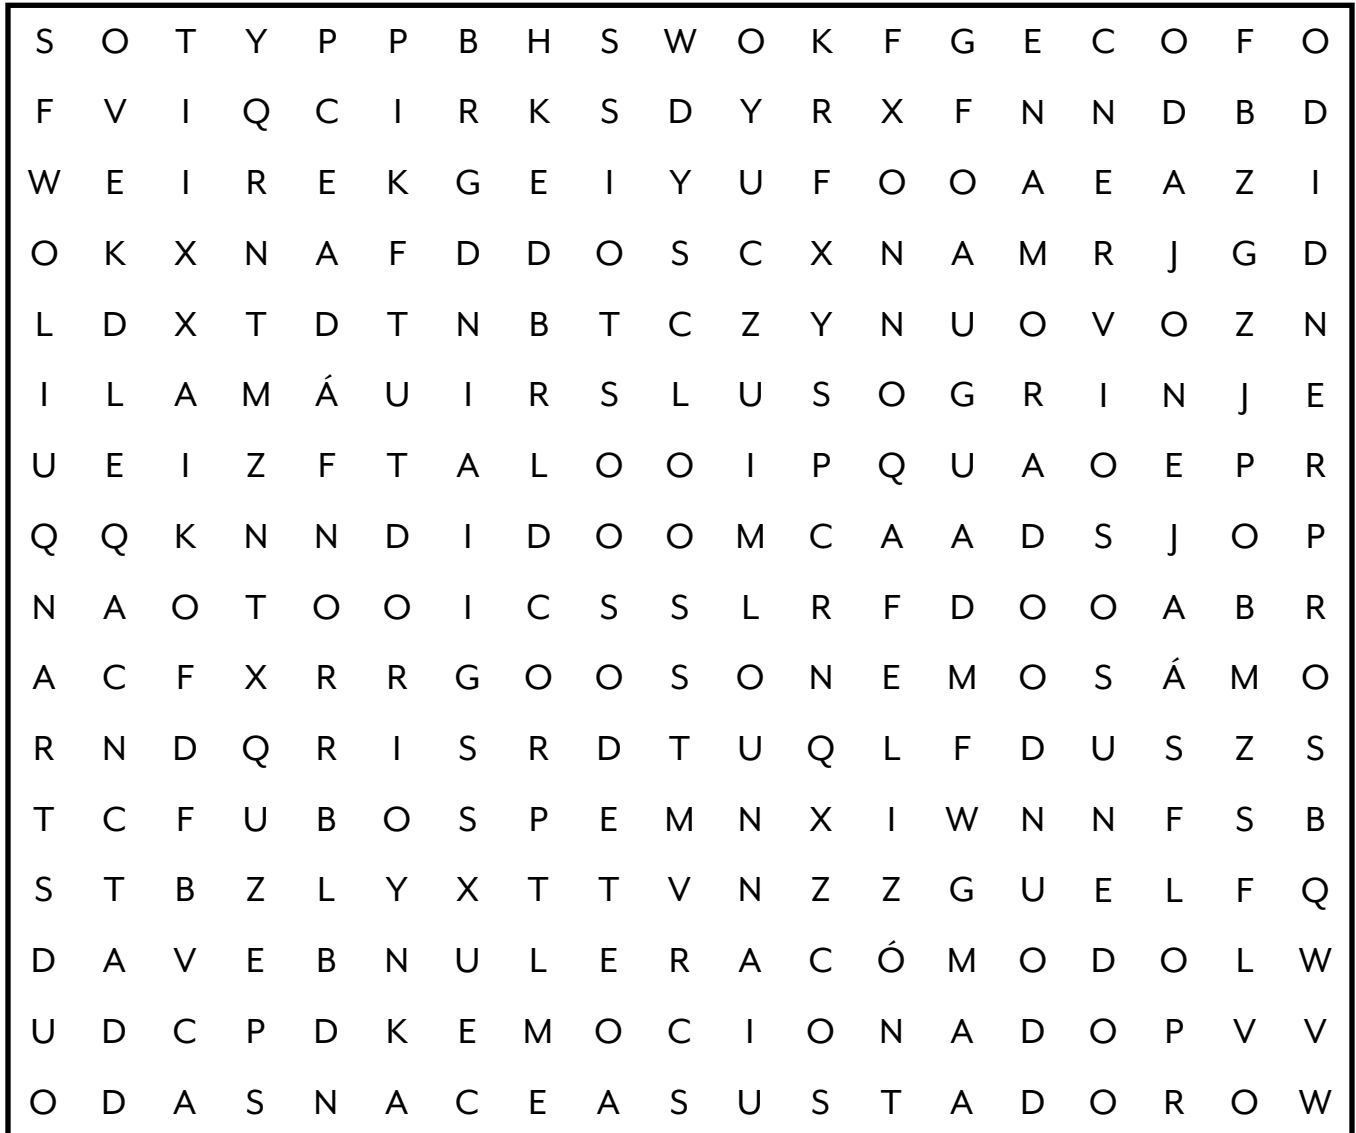 S O T Y P P B H S W O K F G E C O F O
F V I Q C I R K S D Y R X F N N D B D
W E I R E K G E I Y U F O O A E A Z I
O K X N A F D D O S C X N A M R J G D
L D X T D T N B T C Z Y N U O V O Z N
I L A M Á U I R S L U S O G R I N J E
U E I Z F T A L O O I P Q U A O E P R
Q Q K N N D I D O O M C A A D S J O P
N A O T O O I C S S L R F D O O A B R
A C F X R R G O O S O N E M O S Á M O
R N D Q R I S R D T U Q L F D U S Z S
T C F U B O S P E M N X I W N N F S B
S T B Z L Y X T T V N Z Z G U E L F Q
D A V E B N U L E R A C Ó M O D O L W
U D C P D K E M O C I O N A D O P V V
O D A S N A C E A S U S T A D O R O W